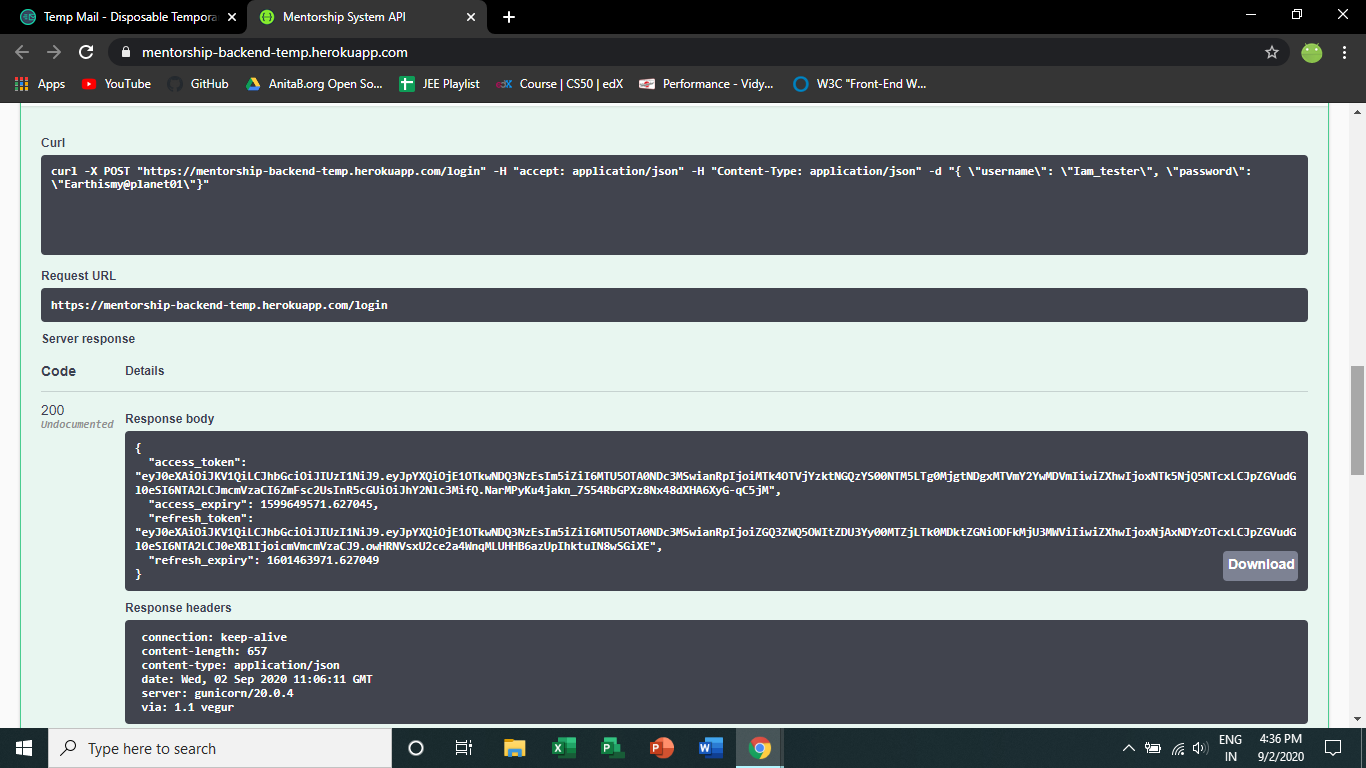 Temp Mail - Disposable Tempora
Mentorship System API
mentorship-backend-temp.herokuapp.com
Apps
YouTube
GitHub
AnitaB.org Open So...
JEE Playlist
Course | CS50 | edX
Performance - Vidy...
W3C "Front-End W...
Curl
curl -X POST "https://mentorship-backend-temp.herokuapp.com/login" -H "accept: application/json" -H "Content-Type: application/json" -d "{ \"username\": \"Iam_tester\", \"password\":
\"Earthismy@planet01\"}"
Request URL
https://mentorship-backend-temp.herokuapp.com/login
Server response
Code
Details
200
Undocumented
Response body
{
"access_token":
"eyJ0eXAiOiJKV1QiLCJhbGciOiJIUzI1NiJ9.eyJpYXQiOjE1OTkwNDQ3NzEsIm5iZiI6MTU5OTA0NDc3MSwianRpIjoiMTk4OTVjYzktNGQzYS00NTM5LTg0MjgtNDgxMTVmY2YwMDVmIiwiZXhwIjoxNTk5NjQ5NTcxLCJpZGVudG
l0eSI6NTA2LCJmcmVzaCI6ZmFsc2UsInR5cGUiOiJhY2Nlc3MifQ.NarMPyKu4jakn_7S54RbGPXz8Nx48dXHA6XyG-qC5jM",
"access_expiry": 1599649571.627045,
"refresh_token":
"eyJ0eXAiOiJKV1QiLCJhbGciOiJIUzI1NiJ9.eyJpYXQiOjE1OTkwNDQ3NzEsIm5iZiI6MTU5OTA0NDc3MSwianRpIjoiZGQ3ZWQ5OWItZDU3Yy00MTZjLTk0MDktZGNiODFkMjU3MWViIiwiZXhwIjoxNjAxNDYzOTcxLCJpZGVudG
l0eSI6NTA2LCJ0eXBlIjoicmVmcmVzaCJ9.owHRNVsxU2ce2a4WnqMLUHHB6azUpIhktuIN8wSGiXE",
"refresh_expiry": 1601463971.627049
}
Download
Response headers
connection: keep-alive
content-length: 657
content-type: application/json
date: Wed, 02 Sep 2020 11:06:11 GMT
server: gunicorn/20.0.4
via: 1.1 vegur
Type here to search
ENG
IN
4:36 PM
9/2/2020